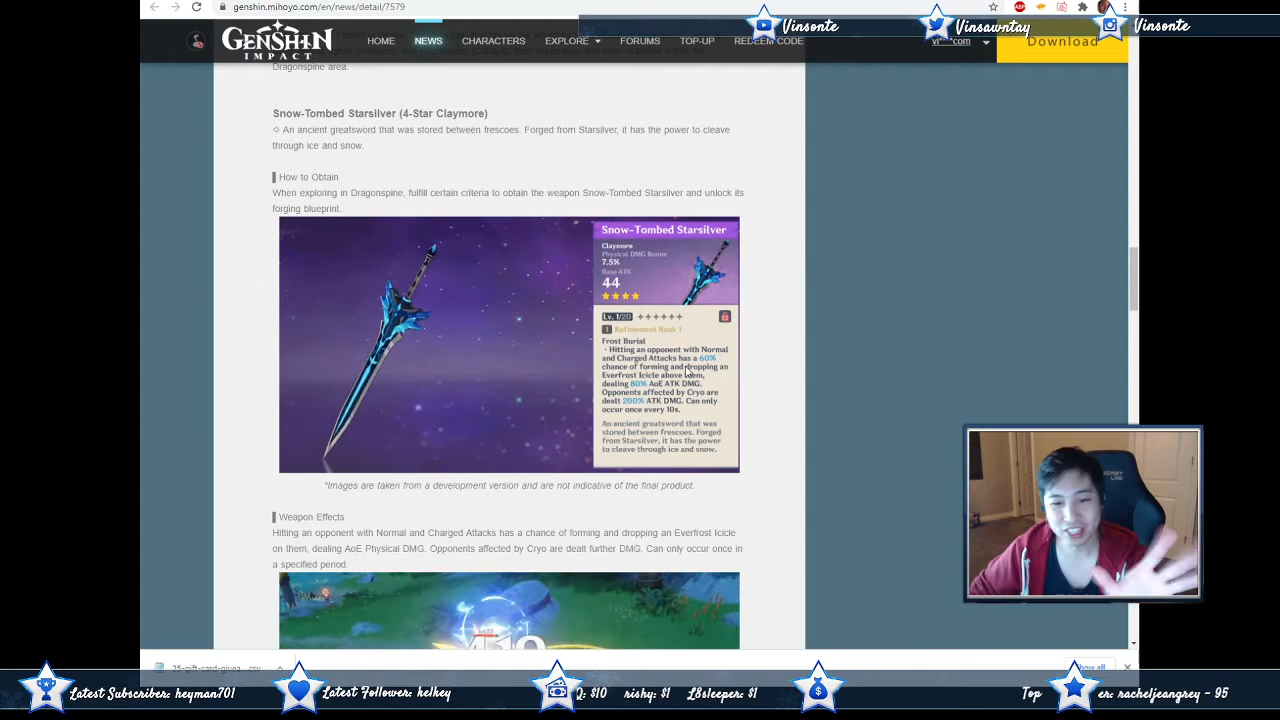 genshin.mihoyo.com/en/news/detail/7579
Vinsonte
Vinsawntay
Vinsonte
GENSHIN
IMPACT
HOME
NEWS
CHARACTERS
EXPLORE
FORUMS
TOP-UP
REDEEM CODE
vi***com
Download
Dragonspine area.
Snow-Tombed Starsilver (4-Star Claymore)
◇ An ancient greatsword that was stored between frescoes. Forged from Starsilver, it has the power to cleave
through ice and snow.
▌How to Obtain
When exploring in Dragonspine, fulfill certain criteria to obtain the weapon Snow-Tombed Starsilver and unlock its
forging blueprint.
Snow-Tombed Starsilver
Claymore
Physical DMG Bonus
7.5%
Base ATK
44
★★★★
Lv. 1/20
1 Refinement Rank 1
Frost Burial
· Hitting an opponent with Normal
and Charged Attacks has a 60%
chance of forming and dropping an
Everfrost Icicle above them,
dealing 80% AoE ATK DMG.
Opponents affected by Cryo are
dealt 200% ATK DMG. Can only
occur once every 10s.
An ancient greatsword that was
stored between frescoes. Forged
from Starsilver, it has the power
to cleave through ice and snow.
*Images are taken from a development version and are not indicative of the final product.
▌Weapon Effects
Hitting an opponent with Normal and Charged Attacks has a chance of forming and dropping an Everfrost Icicle
on them, dealing AoE Physical DMG. Opponents affected by Cryo are dealt further DMG. Can only occur once in
a specified period.
25-gift-card-givea....csv
Show all
Latest Subscriber: heyman701
Latest Follower: kelkey
Q: $10 rishy: $1 L8sleeper: $1
Top
er: racheljeangrey - 95